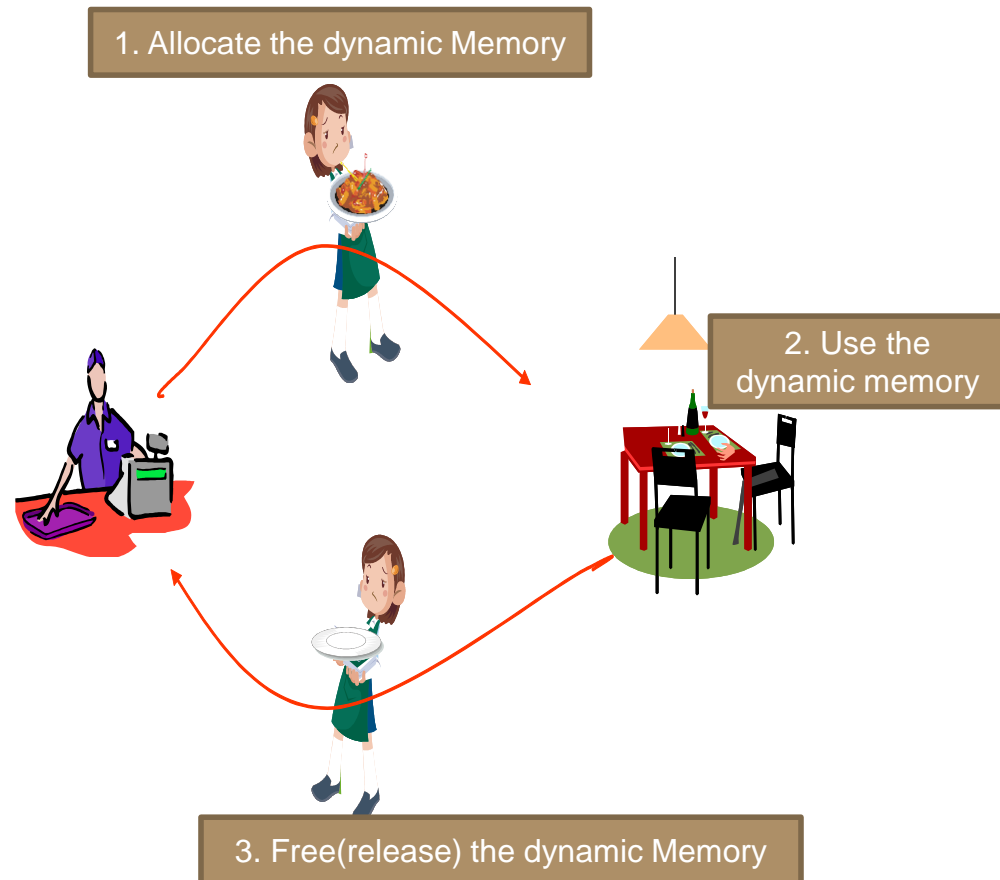 1. Allocate the dynamic Memory
2. Use the
dynamic memory
3. Free(release) the dynamic Memory